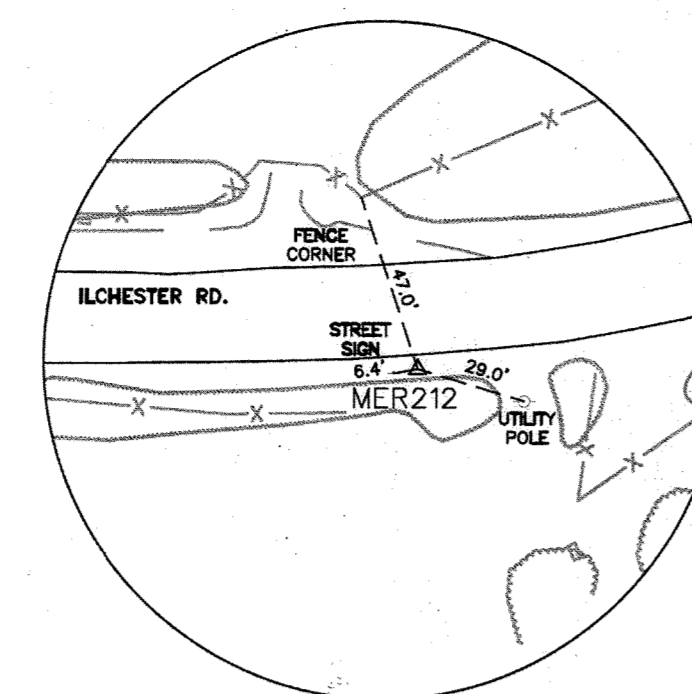 FENCE
CORNER
47.0'
ILCHESTER RD.
STREET
SIGN
6.4'
29.0'
MER212
UTILITY
POLE